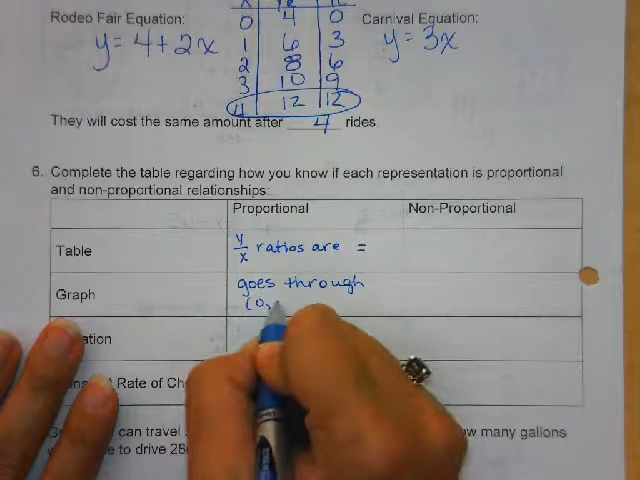 x
Rodeo Fair Equation:
y = 4 + 2x
0 4 0
1 6 3
2 8 6
3 10 9
4 12 12
Carnival Equation:
y = 3x
They will cost the same amount after 4 rides.
6. Complete the table regarding how you know if each representation is proportional
and non-proportional relationships:
Proportional Non-Proportional
Table y/x ratios are =
Graph goes through
(0,
Rate of
can travel
ow many gallons
to drive